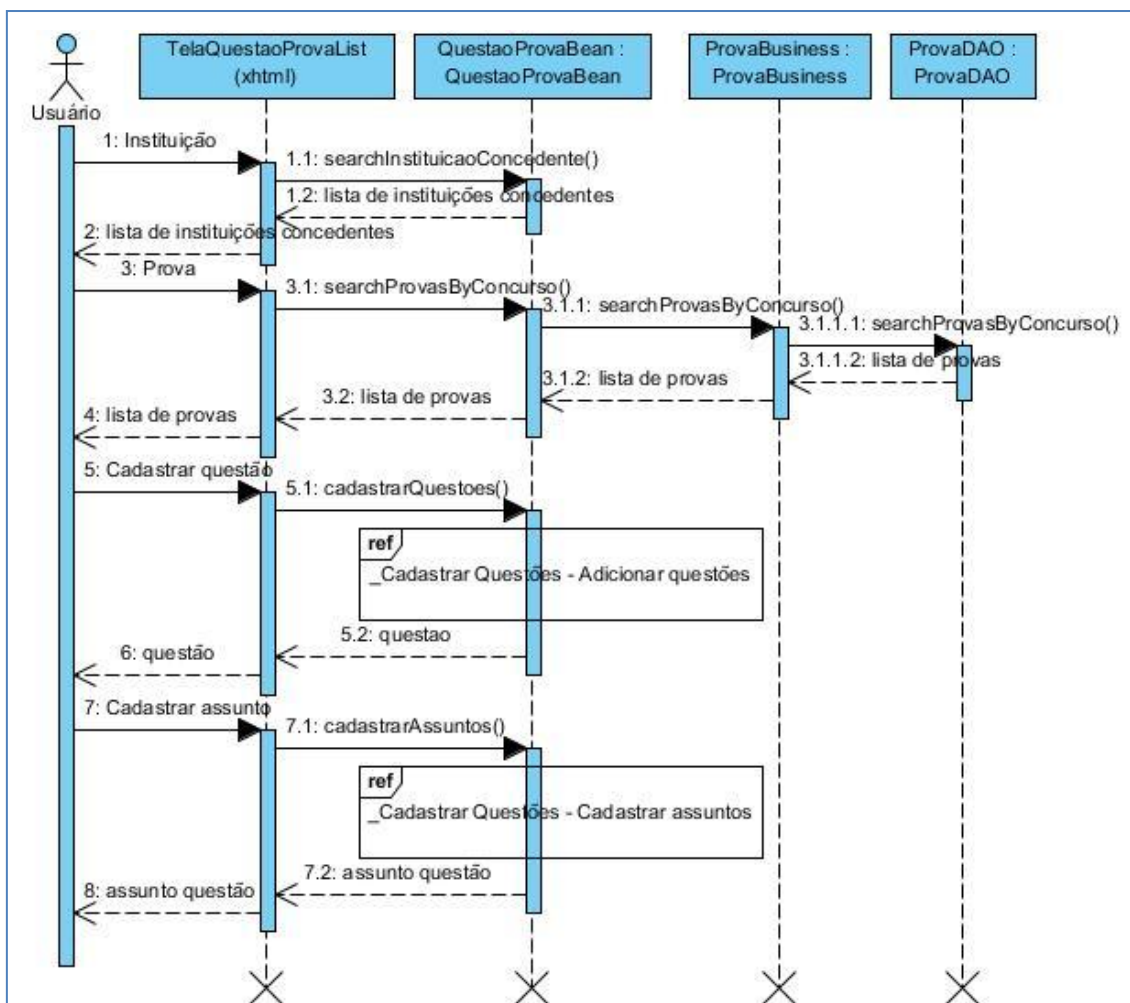 TelaQuestaoProvaList
(xhtml)
QuestaoProvaBean :
QuestaoProvaBean
ProvaBusiness :
ProvaBusiness
ProvaDAO :
ProvaDAO
Usuário
1: Instituição
1.1: searchInstituicaoConcedente()
1.2: lista de instituições concedentes
2: lista de instituições concedentes
3: Prova
3.1: searchProvasByConcurso()
3.1.1: searchProvasByConcurso()
3.1.1.1: searchProvasByConcurso()
3.1.1.2: lista de provas
3.1.2: lista de provas
3.2: lista de provas
4: lista de provas
5: Cadastrar questão
5.1: cadastrarQuestoes()
ref
_Cadastrar Questões - Adicionar questões
5.2: questao
6: questão
7: Cadastrar assunto
7.1: cadastrarAssuntos()
ref
_Cadastrar Questões - Cadastrar assuntos
7.2: assunto questão
8: assunto questão